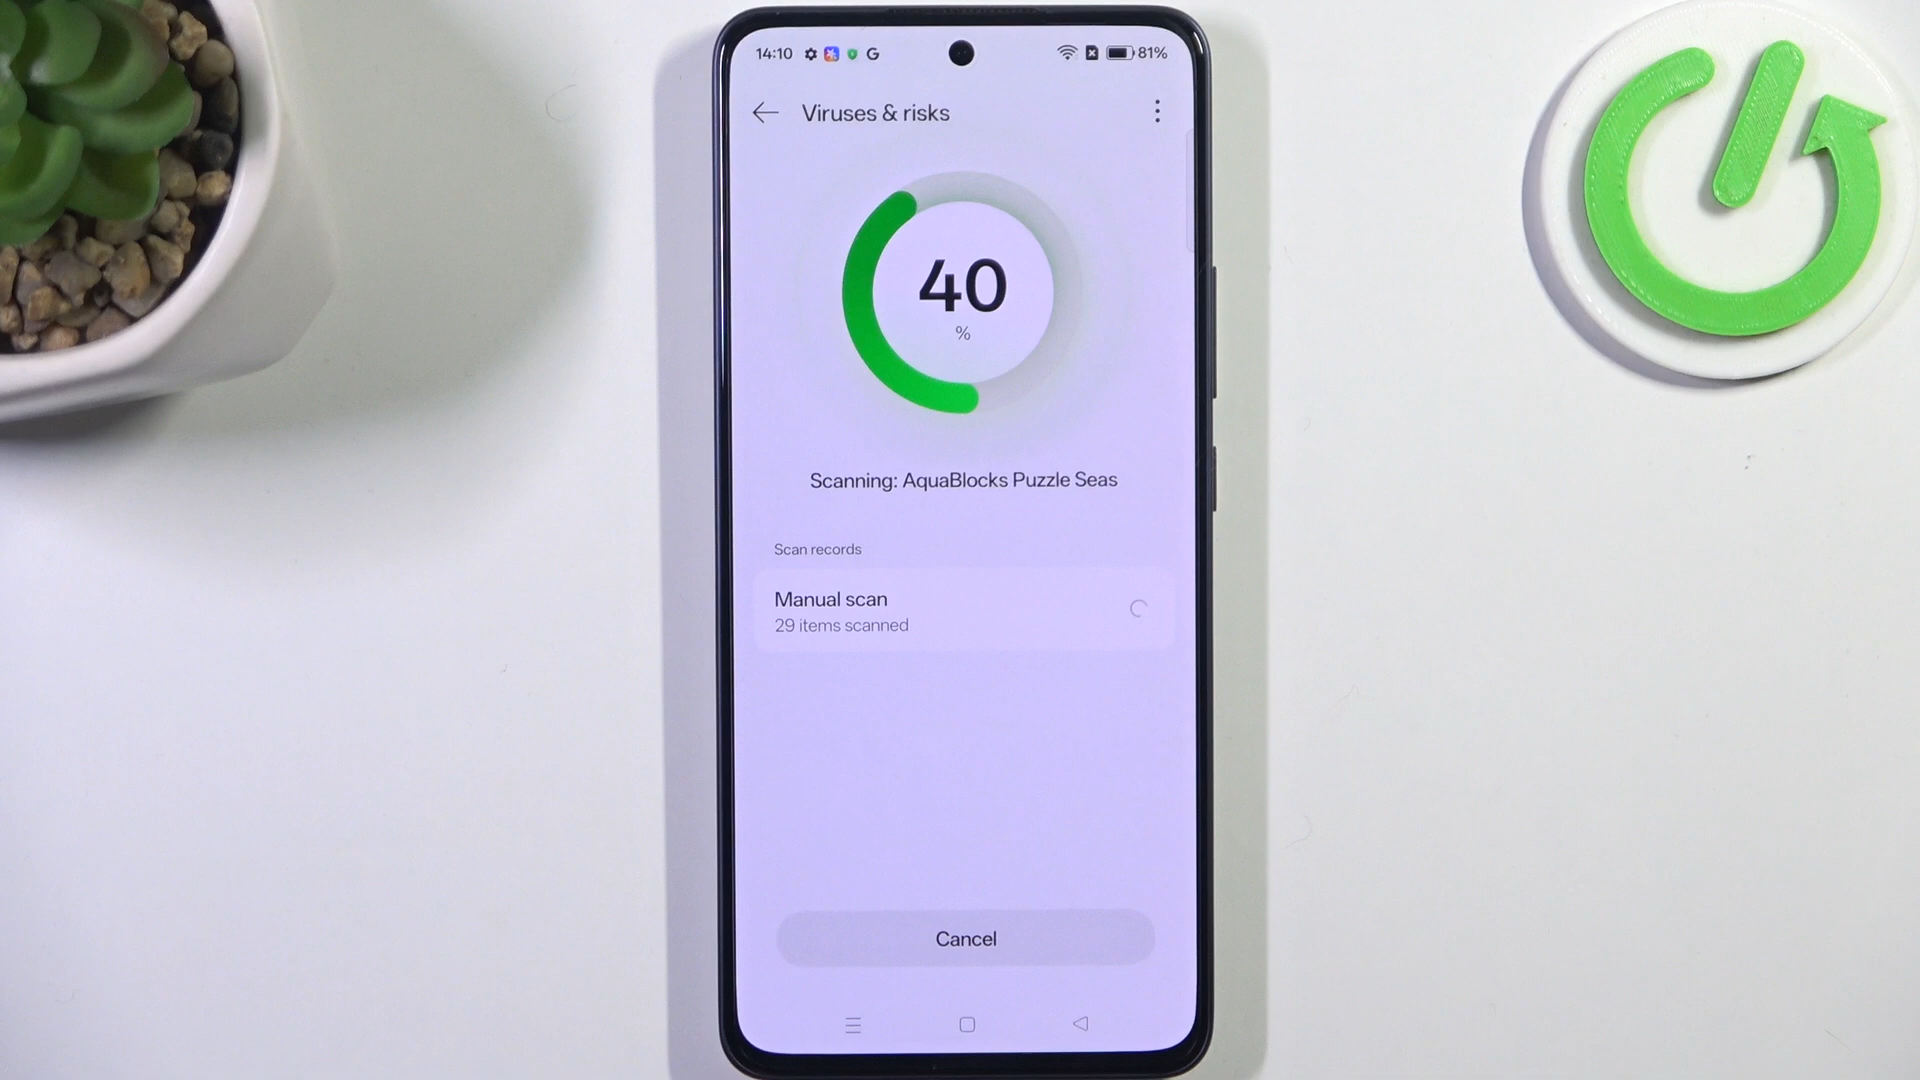 14:10 G 81%
Viruses & risks
40
%
Scanning: AquaBlocks Puzzle Seas
Scan records
Manual scan
29 items scanned
Cancel